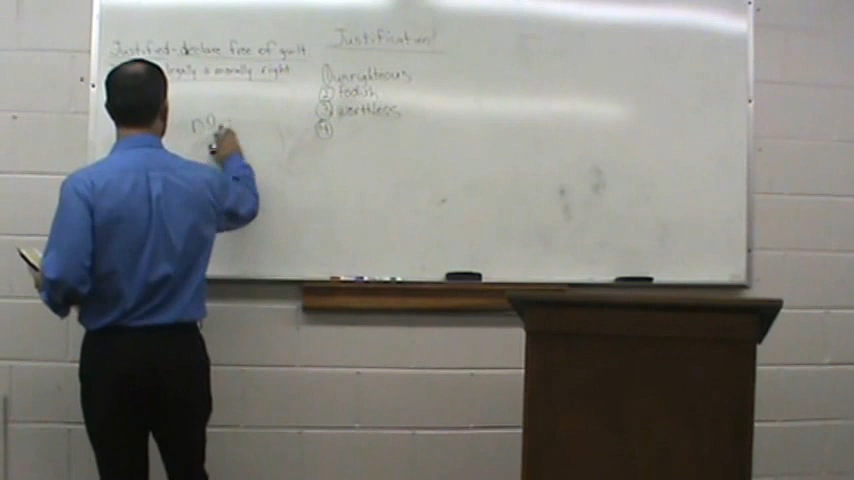 Justified-declare free of guilt
legally & morally right
Justification!
① unrighteous
② foolish
③ worthless
④